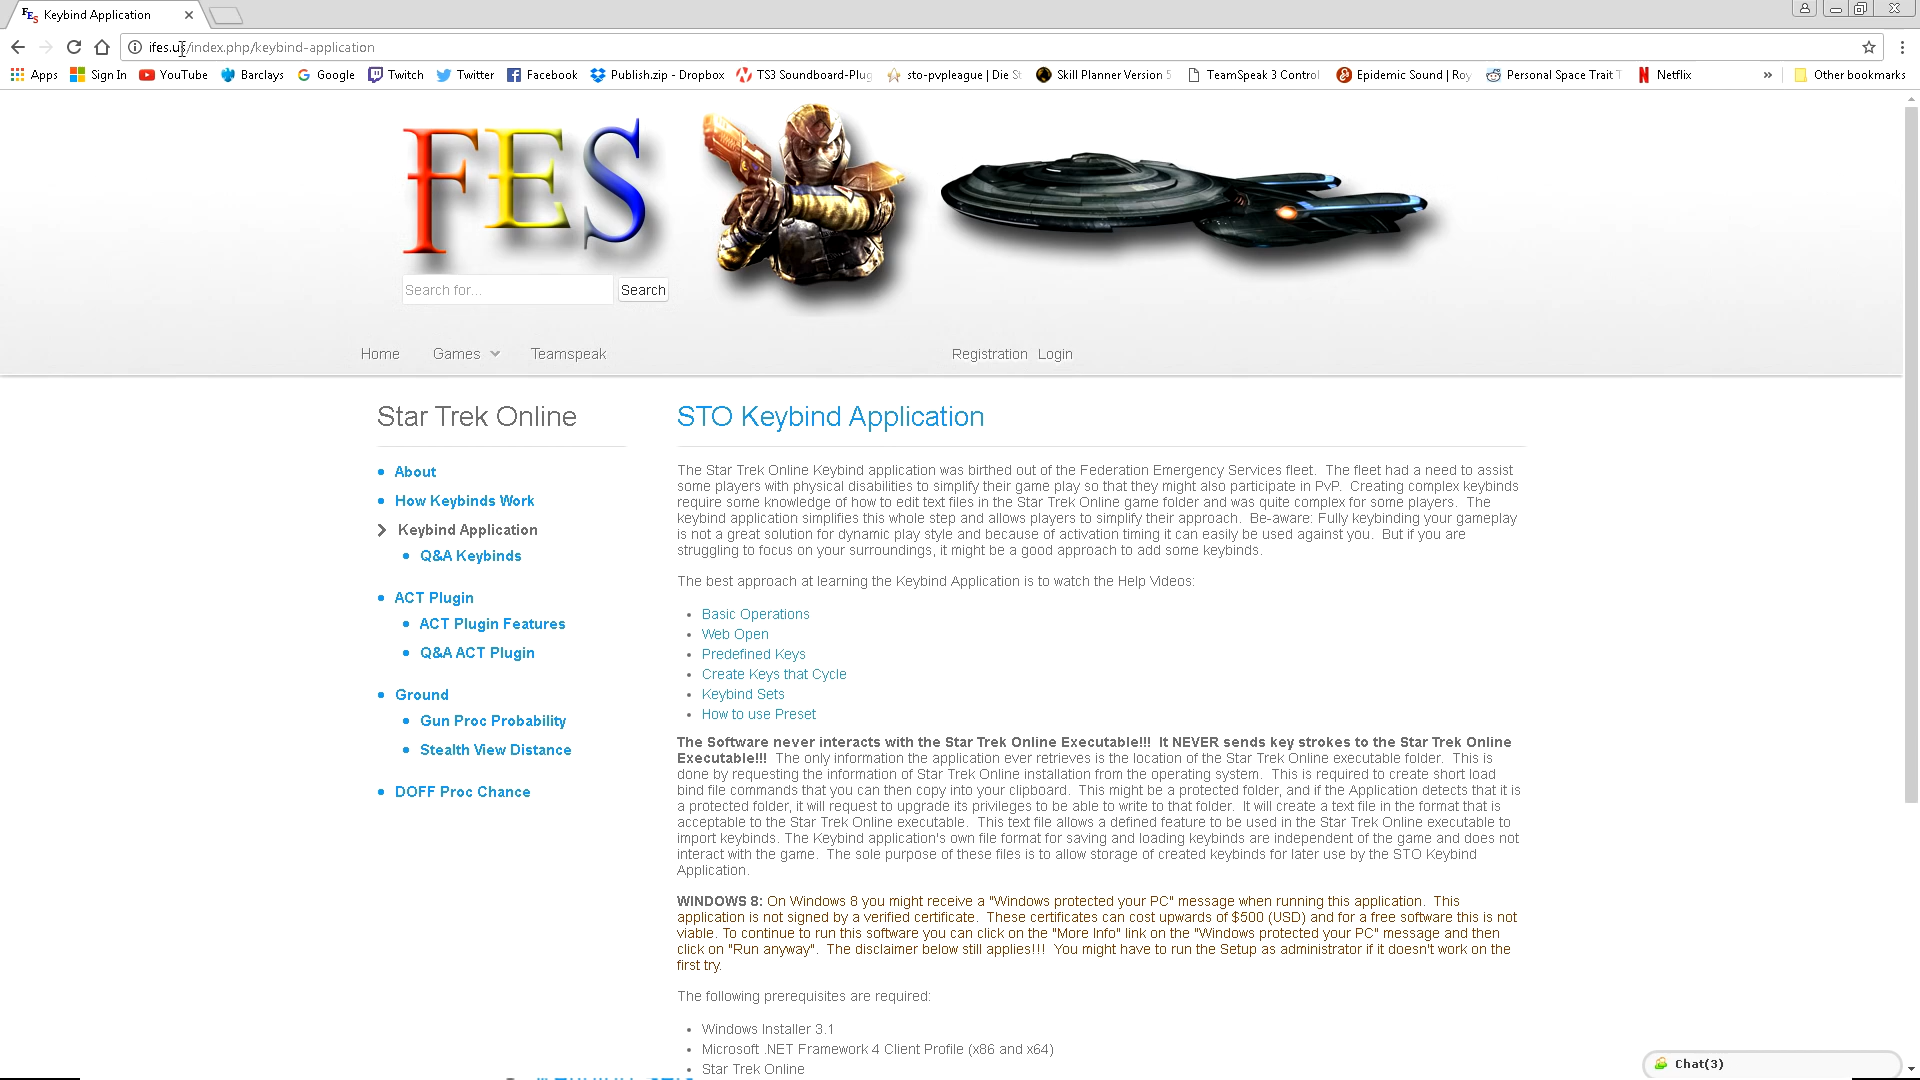 FES Keybind Application
ifes.us/index.php/keybind-application
Apps Sign In YouTube Barclays Google Twitch Twitter Facebook Publish.zip - Dropbox TS3 Soundboard-Plug sto-pvpleague | Die St Skill Planner Version 5 TeamSpeak 3 Control Epidemic Sound | Roy Personal Space Trait T Netflix » Other bookmarks
FES
Search for... Search
Home Games Teamspeak Registration Login
Star Trek Online
About
How Keybinds Work
Keybind Application
Q&A Keybinds
ACT Plugin
ACT Plugin Features
Q&A ACT Plugin
Ground
Gun Proc Probability
Stealth View Distance
DOFF Proc Chance
STO Keybind Application
The Star Trek Online Keybind application was birthed out of the Federation Emergency Services fleet. The fleet had a need to assist
some players with physical disabilities to simplify their game play so that they might also participate in PvP. Creating complex keybinds
require some knowledge of how to edit text files in the Star Trek Online game folder and was quite complex for some players. The
keybind application simplifies this whole step and allows players to simplify their approach. Be-aware: Fully keybinding your gameplay
is not a great solution for dynamic play style and because of activation timing it can easily be used against you. But if you are
struggling to focus on your surroundings, it might be a good approach to add some keybinds.
The best approach at learning the Keybind Application is to watch the Help Videos:
Basic Operations
Web Open
Predefined Keys
Create Keys that Cycle
Keybind Sets
How to use Preset
The Software never interacts with the Star Trek Online Executable!!! It NEVER sends key strokes to the Star Trek Online
Executable!!! The only information the application ever retrieves is the location of the Star Trek Online executable folder. This is
done by requesting the information of Star Trek Online installation from the operating system. This is required to create short load
bind file commands that you can then copy into your clipboard. This might be a protected folder, and if the Application detects that it is
a protected folder, it will request to upgrade its privileges to be able to write to that folder. It will create a text file in the format that is
acceptable to the Star Trek Online executable. This text file allows a defined feature to be used in the Star Trek Online executable to
import keybinds. The Keybind application's own file format for saving and loading keybinds are independent of the game and does not
interact with the game. The sole purpose of these files is to allow storage of created keybinds for later use by the STO Keybind
Application.
WINDOWS 8: On Windows 8 you might receive a "Windows protected your PC" message when running this application. This
application is not signed by a verified certificate. These certificates can cost upwards of $500 (USD) and for a free software this is not
viable. To continue to run this software you can click on the "More Info" link on the "Windows protected your PC" message and then
click on "Run anyway". The disclaimer below still applies!!! You might have to run the Setup as administrator if it doesn't work on the
first try.
The following prerequisites are required:
Windows Installer 3.1
Microsoft .NET Framework 4 Client Profile (x86 and x64)
Star Trek Online
Chat(3)